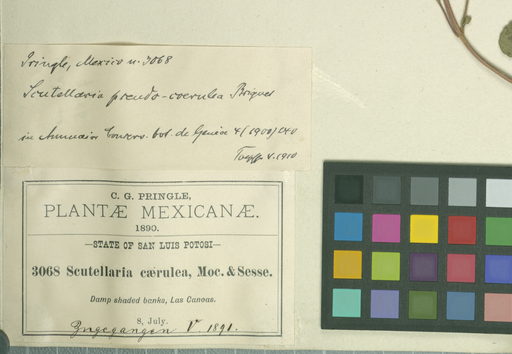 Pringle, Mexico n. 3068
Scutellaria pseudo-coerulea Briquet
in Annuaire Conserv. bot. de Genève 4 (1900) 240
V. 1910
C. G. PRINGLE,
PLANTÆ MEXICANÆ.
1890.
—STATE OF SAN LUIS POTOSI—
3068 Scutellaria cærulea, Moc. & Sesse.
Damp shaded banks, Las Canoas.
8, July.
Zugegangen V. 1891.